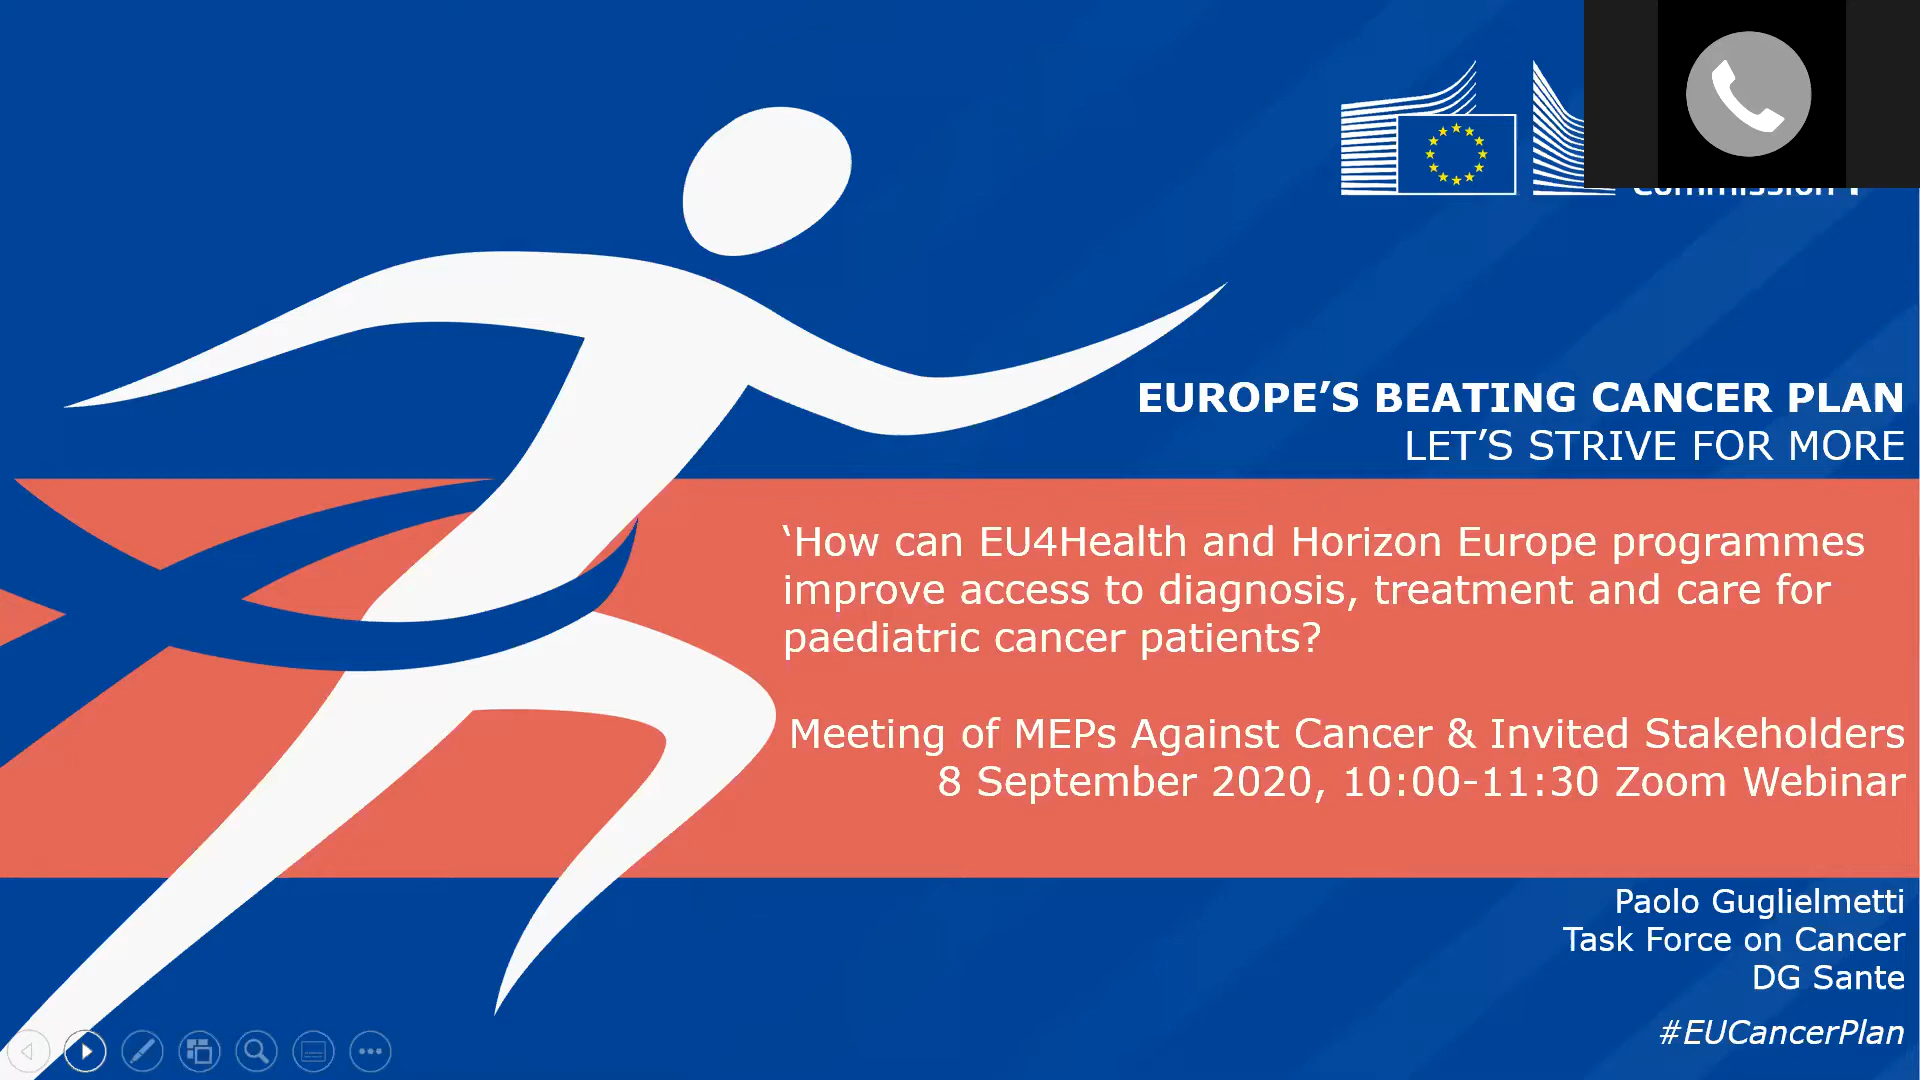 Commission
EUROPE’S BEATING CANCER PLAN
LET’S STRIVE FOR MORE
‘How can EU4Health and Horizon Europe programmes
improve access to diagnosis, treatment and care for
paediatric cancer patients?
Meeting of MEPs Against Cancer & Invited Stakeholders
8 September 2020, 10:00-11:30 Zoom Webinar
Paolo Guglielmetti
Task Force on Cancer
DG Sante
#EUCancerPlan